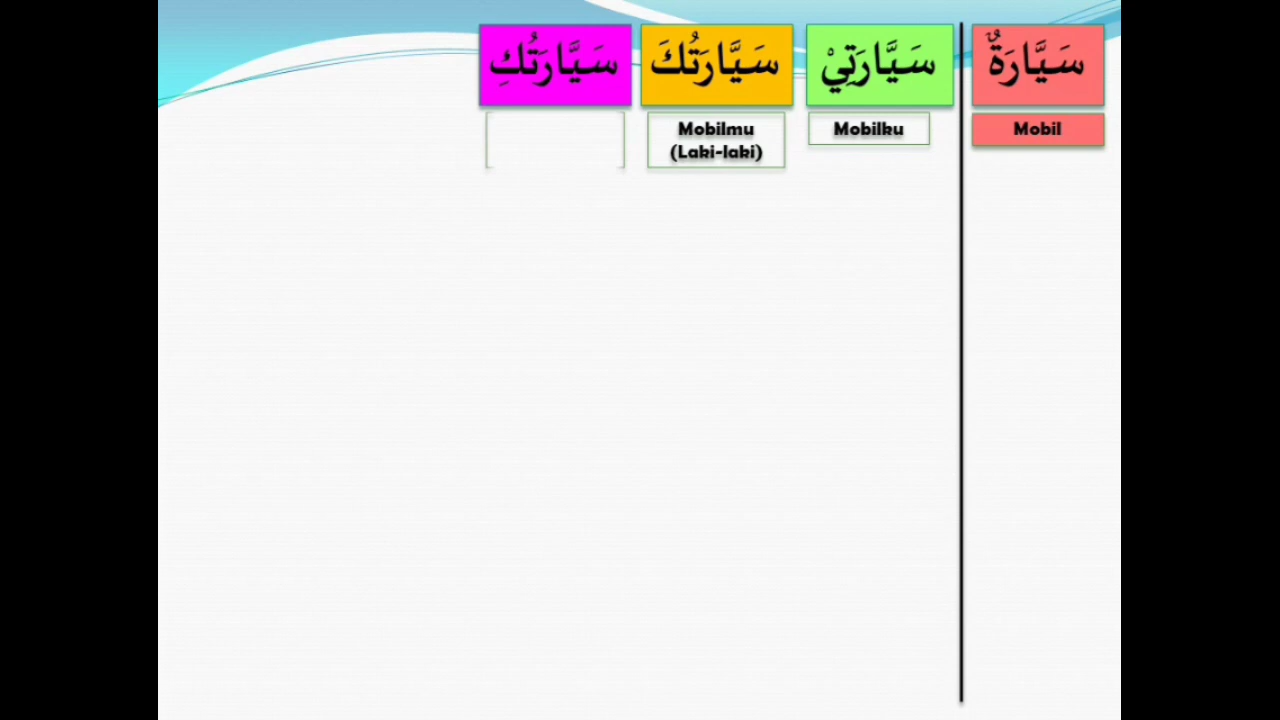 سَيَّارَةٌ
سَيَّارَتِيْ
سَيَّارَتُكَ
سَيَّارَتُكِ
Mobil
Mobilku
Mobilmu
(Laki-laki)